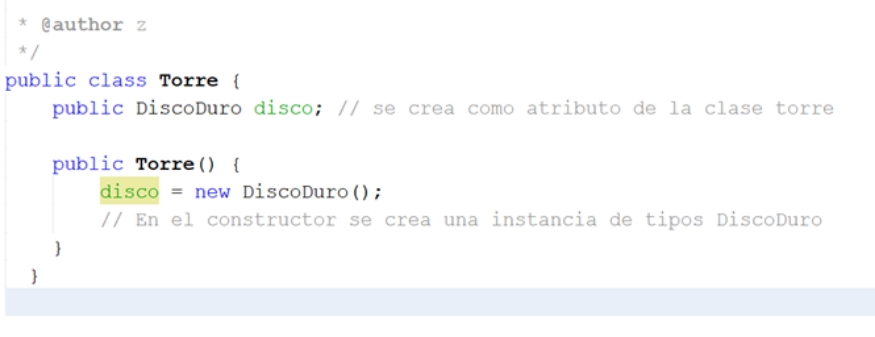 * @author z
*/
public class Torre {
public DiscoDuro disco; // se crea como atributo de la clase torre
public Torre() {
disco = new DiscoDuro();
// En el constructor se crea una instancia de tipos DiscoDuro
}
}